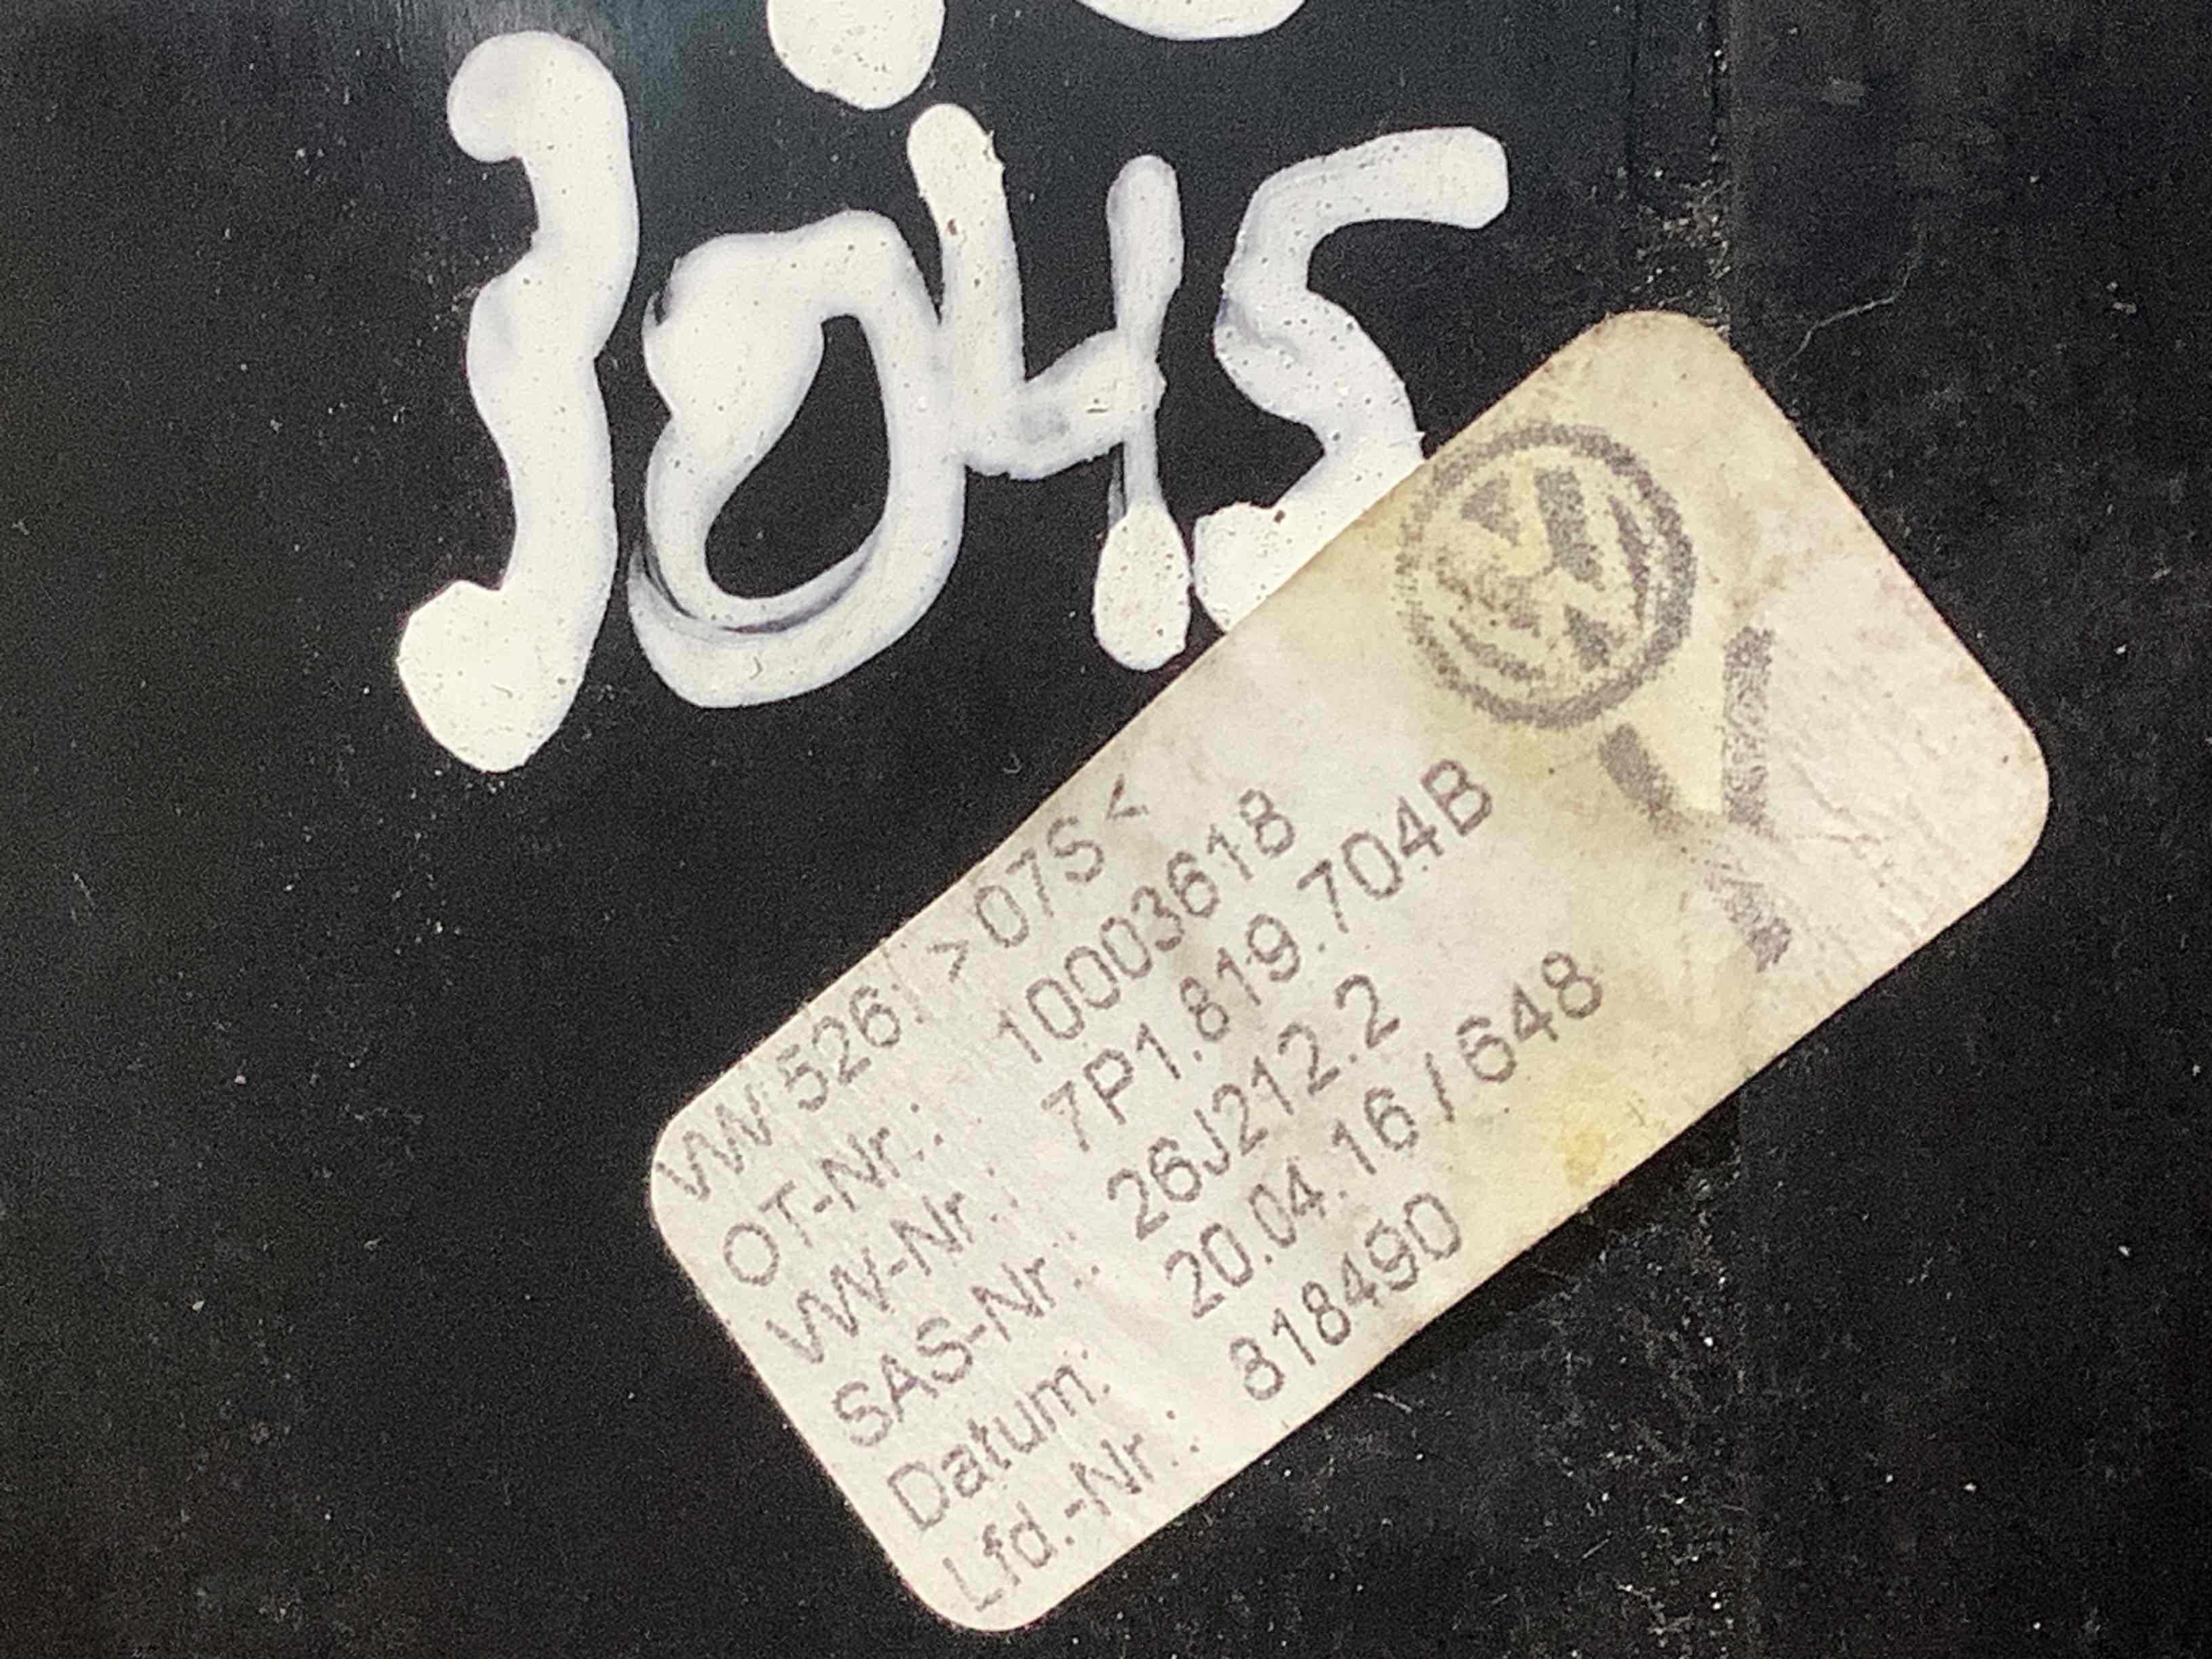 3045
VW 526: >07S<
OT-Nr.: 10003618
VW-Nr.: 7P1.819.704B
SAS-Nr.: 26J212.2
Datum: 20.04.16 / 648
Lfd.-Nr.: 818490